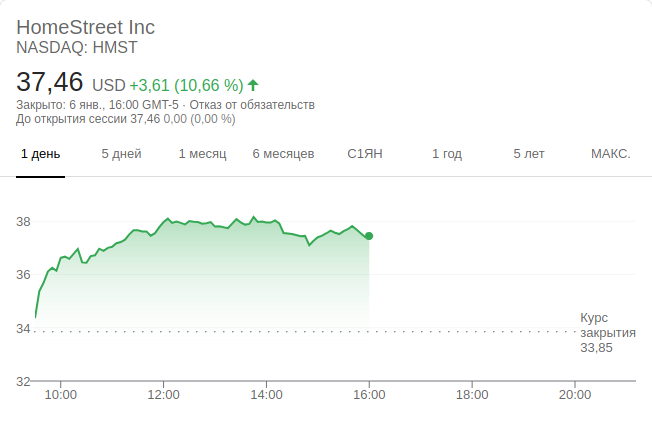 HomeStreet Inc
NASDAQ: HMST
37,46 USD +3,61 (10,66 %)
Закрыто: 6 янв., 16:00 GMT-5 · Отказ от обязательств
До открытия сессии 37,46 0,00 (0,00 %)
1 день 5 дней 1 месяц 6 месяцев С1ЯН 1 год 5 лет МАКС.
38
36
34
Курс
закрытия
33,85
32
10:00 12:00 14:00 16:00 18:00 20:00